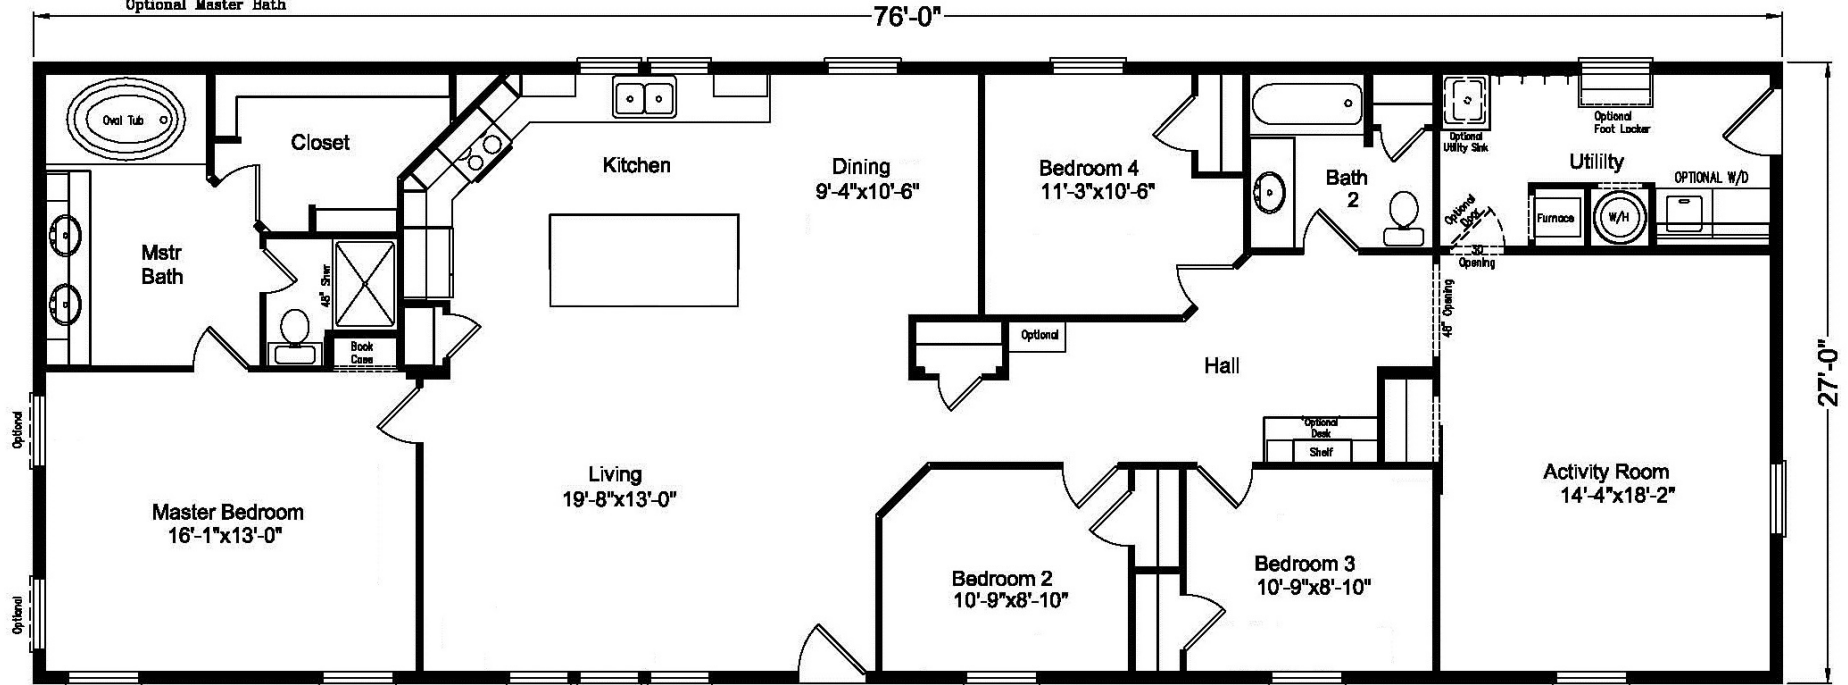 Optional Master Bath
76'-0"
Oval Tub
Closet
Kitchen
Dining
9'-4"x10'-6"
Bedroom 4
11'-3"x10'-6"
Bath
2
Optional
Utility Sink
Optional
Foot Locker
Utililty
OPTIONAL W/D
Optional
Door
Furnace
W/H
30
Opening
48" Opening
Mstr
Bath
48" Shwr
Book
Case
Optional
Hall
27'-0"
Optional
Optional
Desk
Shelf
Living
19'-8"x13'-0"
Activity Room
14'-4"x18'-2"
Master Bedroom
16'-1"x13'-0"
Bedroom 2
10'-9"x8'-10"
Bedroom 3
10'-9"x8'-10"
Optional